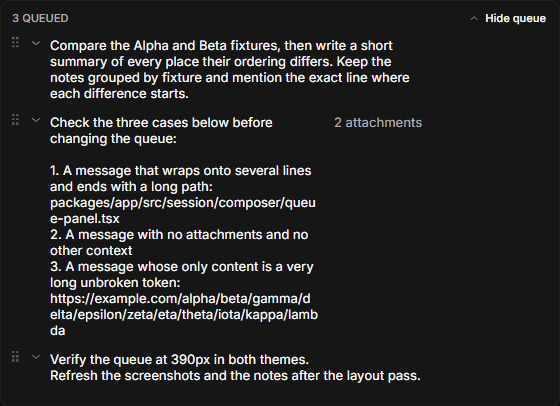 3 QUEUED
Hide queue
Compare the Alpha and Beta fixtures, then write a short
summary of every place their ordering differs. Keep the
notes grouped by fixture and mention the exact line where
each difference starts.
Check the three cases below before
changing the queue:
2 attachments
1. A message that wraps onto several lines
and ends with a long path:
packages/app/src/session/composer/queu
e-panel.tsx
2. A message with no attachments and no
other context
3. A message whose only content is a very
long unbroken token:
https://example.com/alpha/beta/gamma/d
elta/epsilon/zeta/eta/theta/iota/kappa/lamb
da
Verify the queue at 390px in both themes.
Refresh the screenshots and the notes after the layout pass.